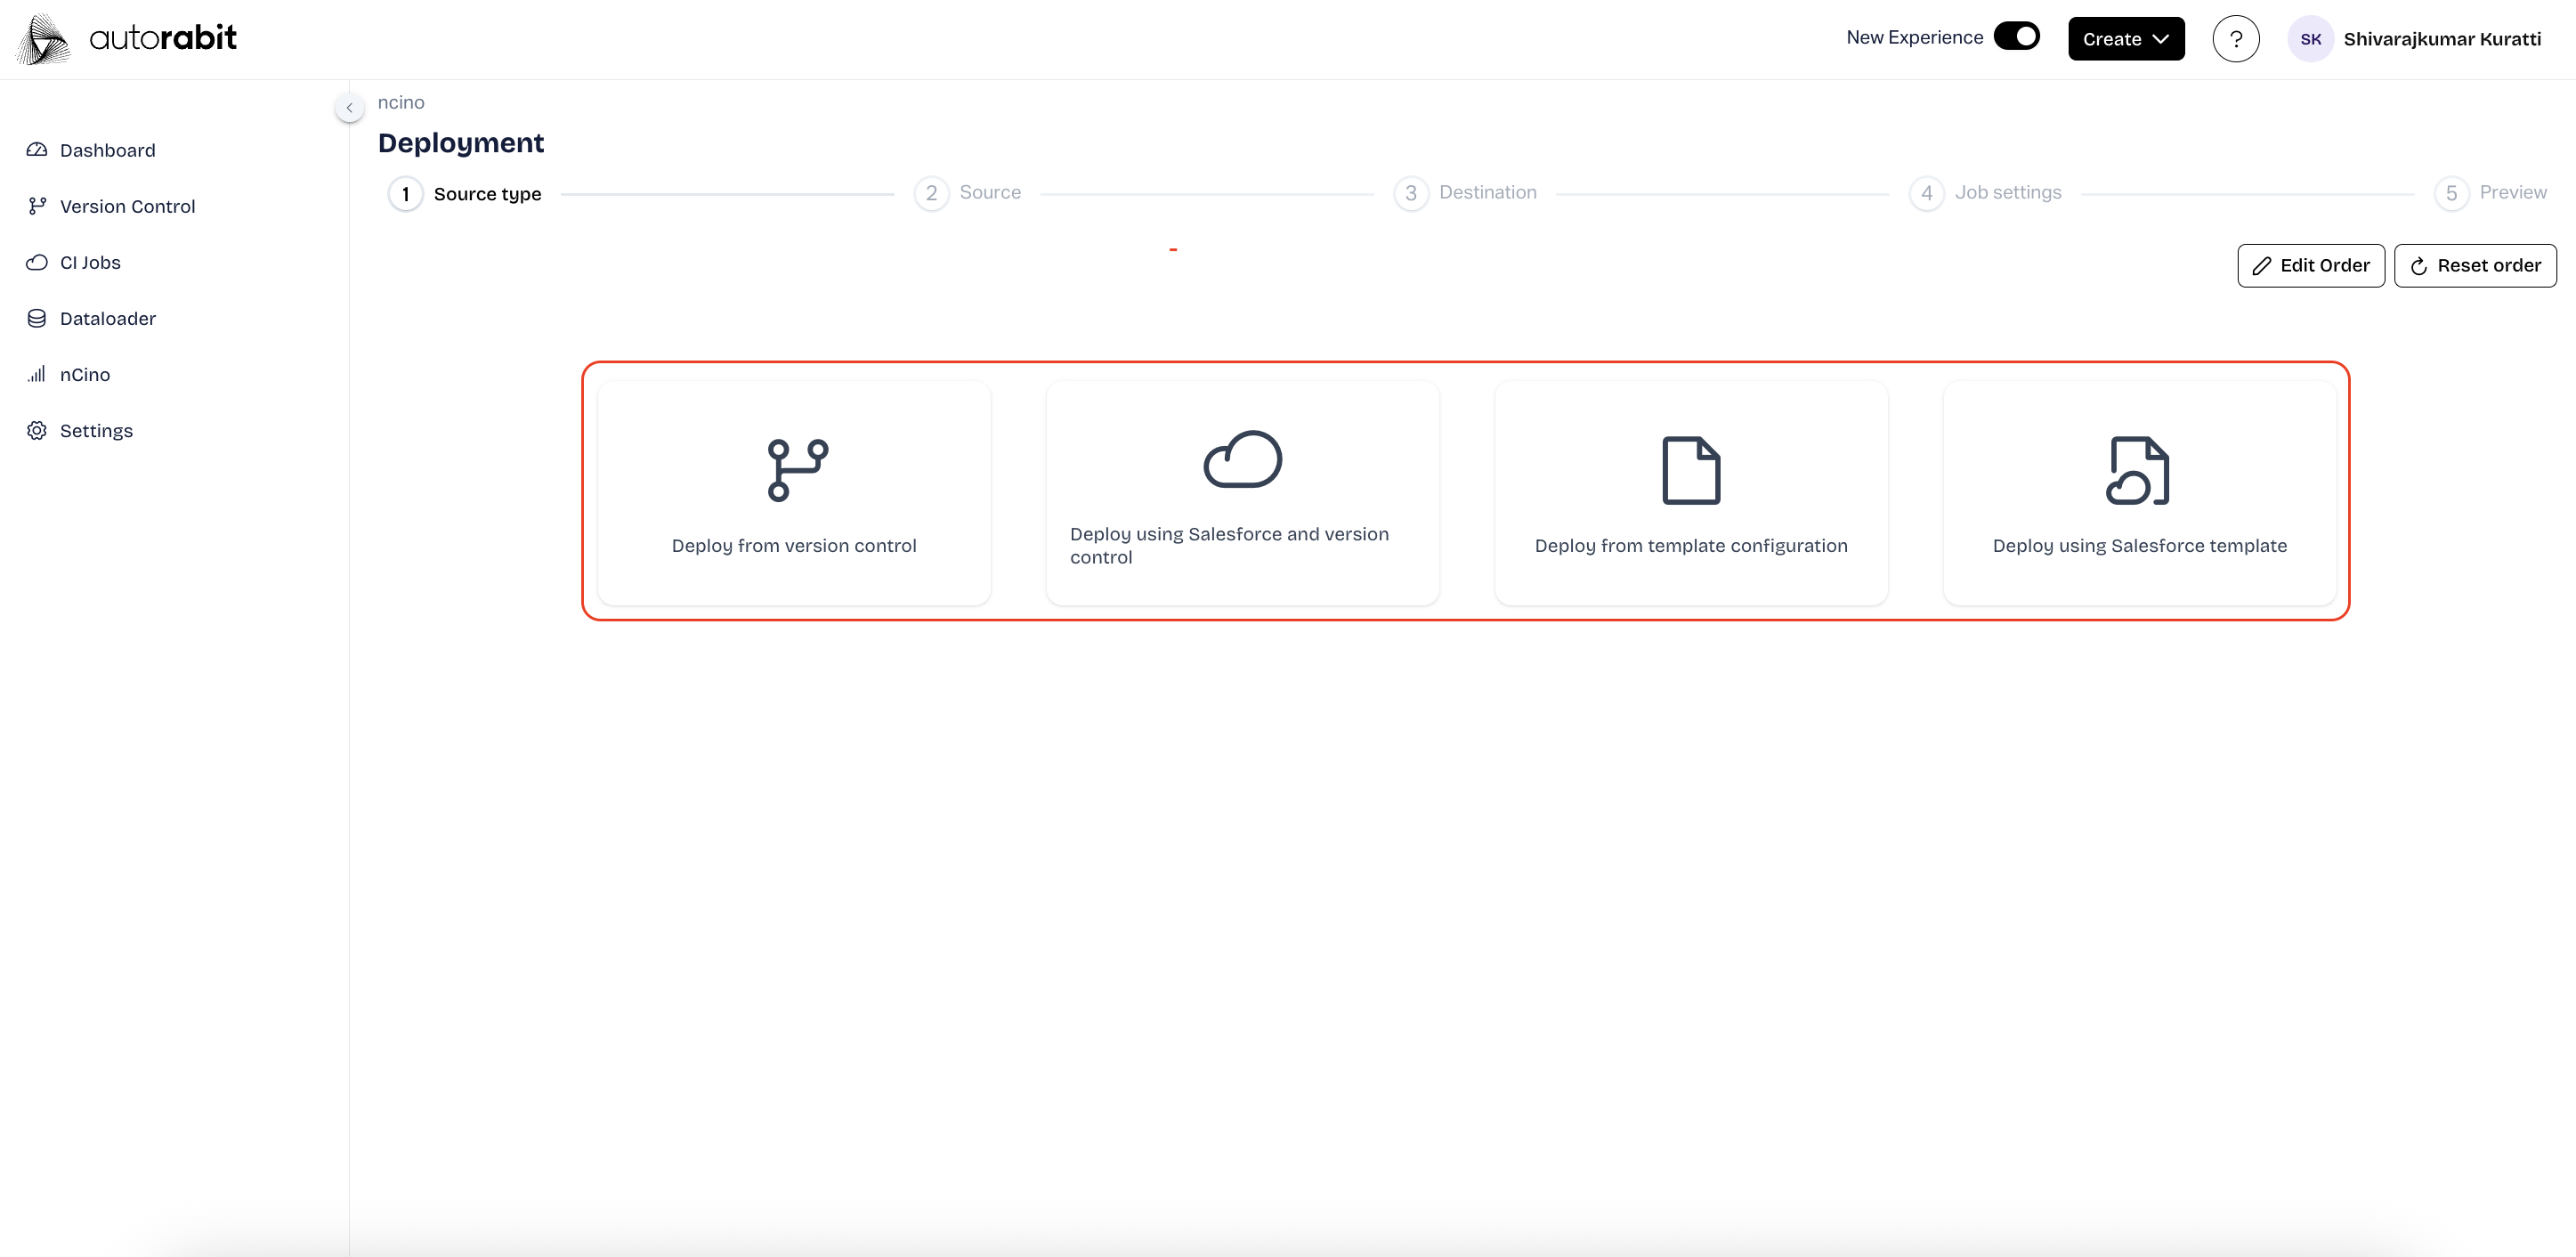 autorabit
New Experience
Create
?
SK
Shivarajkumar Kuratti
Dashboard
Version Control
CI Jobs
Dataloader
nCino
Settings
ncino
Deployment
1 Source type
2 Source
3 Destination
4 Job settings
5 Preview
Edit Order
Reset order
Deploy from version control
Deploy using Salesforce and version
control
Deploy from template configuration
Deploy using Salesforce template